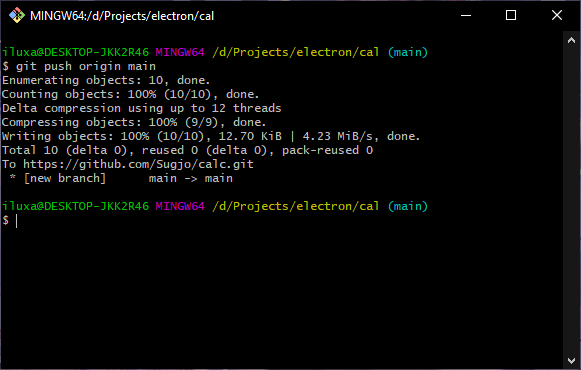 MINGW64:/d/Projects/electron/cal
iluxa@DESKTOP-JKK2R46 MINGW64 /d/Projects/electron/cal (main)
$ git push origin main
Enumerating objects: 10, done.
Counting objects: 100% (10/10), done.
Delta compression using up to 12 threads
Compressing objects: 100% (9/9), done.
Writing objects: 100% (10/10), 12.70 KiB | 4.23 MiB/s, done.
Total 10 (delta 0), reused 0 (delta 0), pack-reused 0
To https://github.com/Sugjo/calc.git
 * [new branch]      main -> main
iluxa@DESKTOP-JKK2R46 MINGW64 /d/Projects/electron/cal (main)
$